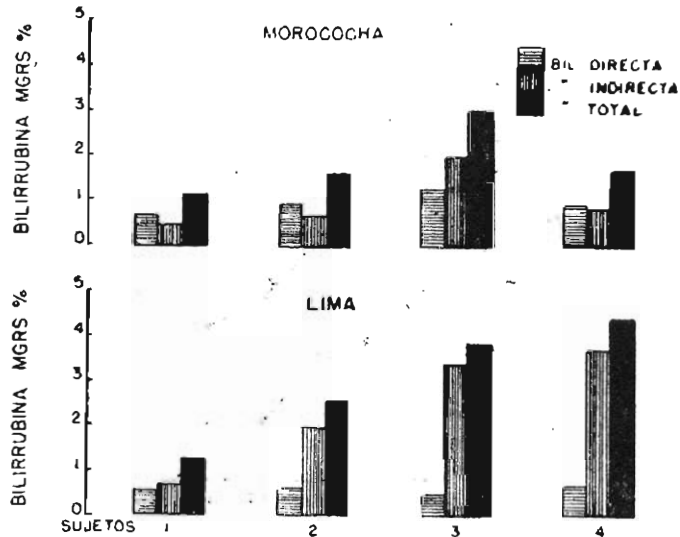 MOROCOCHA
BILIRRUBINA MGRS %
5
4
3
2
1
0
BIL DIRECTA
" INDIRECTA
" TOTAL
LIMA
BILIRRUBINA MGRS %
5
4
3
2
1
0
SUJETOS 1 2 3 4